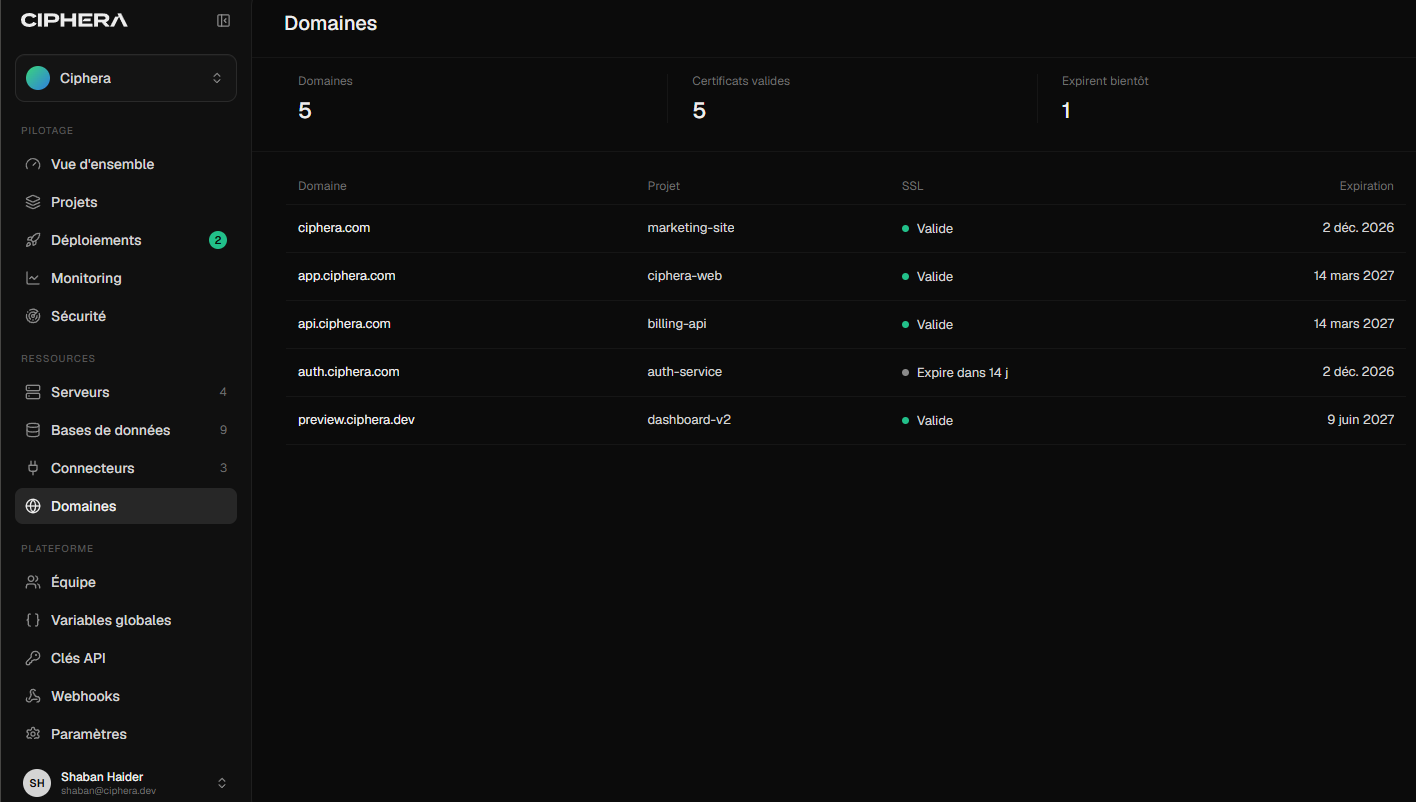 CIPHERA
Ciphera
PILOTAGE
Vue d'ensemble
Projets
Déploiements 2
Monitoring
Sécurité
RESSOURCES
Serveurs 4
Bases de données 9
Connecteurs 3
Domaines
PLATEFORME
Équipe
Variables globales
Clés API
Webhooks
Paramètres
SH Shaban Haider
shaban@ciphera.dev
Domaines
Domaines Certificats valides Expirent bientôt
5 5 1
Domaine Projet SSL Expiration
ciphera.com marketing-site Valide 2 déc. 2026
app.ciphera.com ciphera-web Valide 14 mars 2027
api.ciphera.com billing-api Valide 14 mars 2027
auth.ciphera.com auth-service Expire dans 14 j 2 déc. 2026
preview.ciphera.dev dashboard-v2 Valide 9 juin 2027